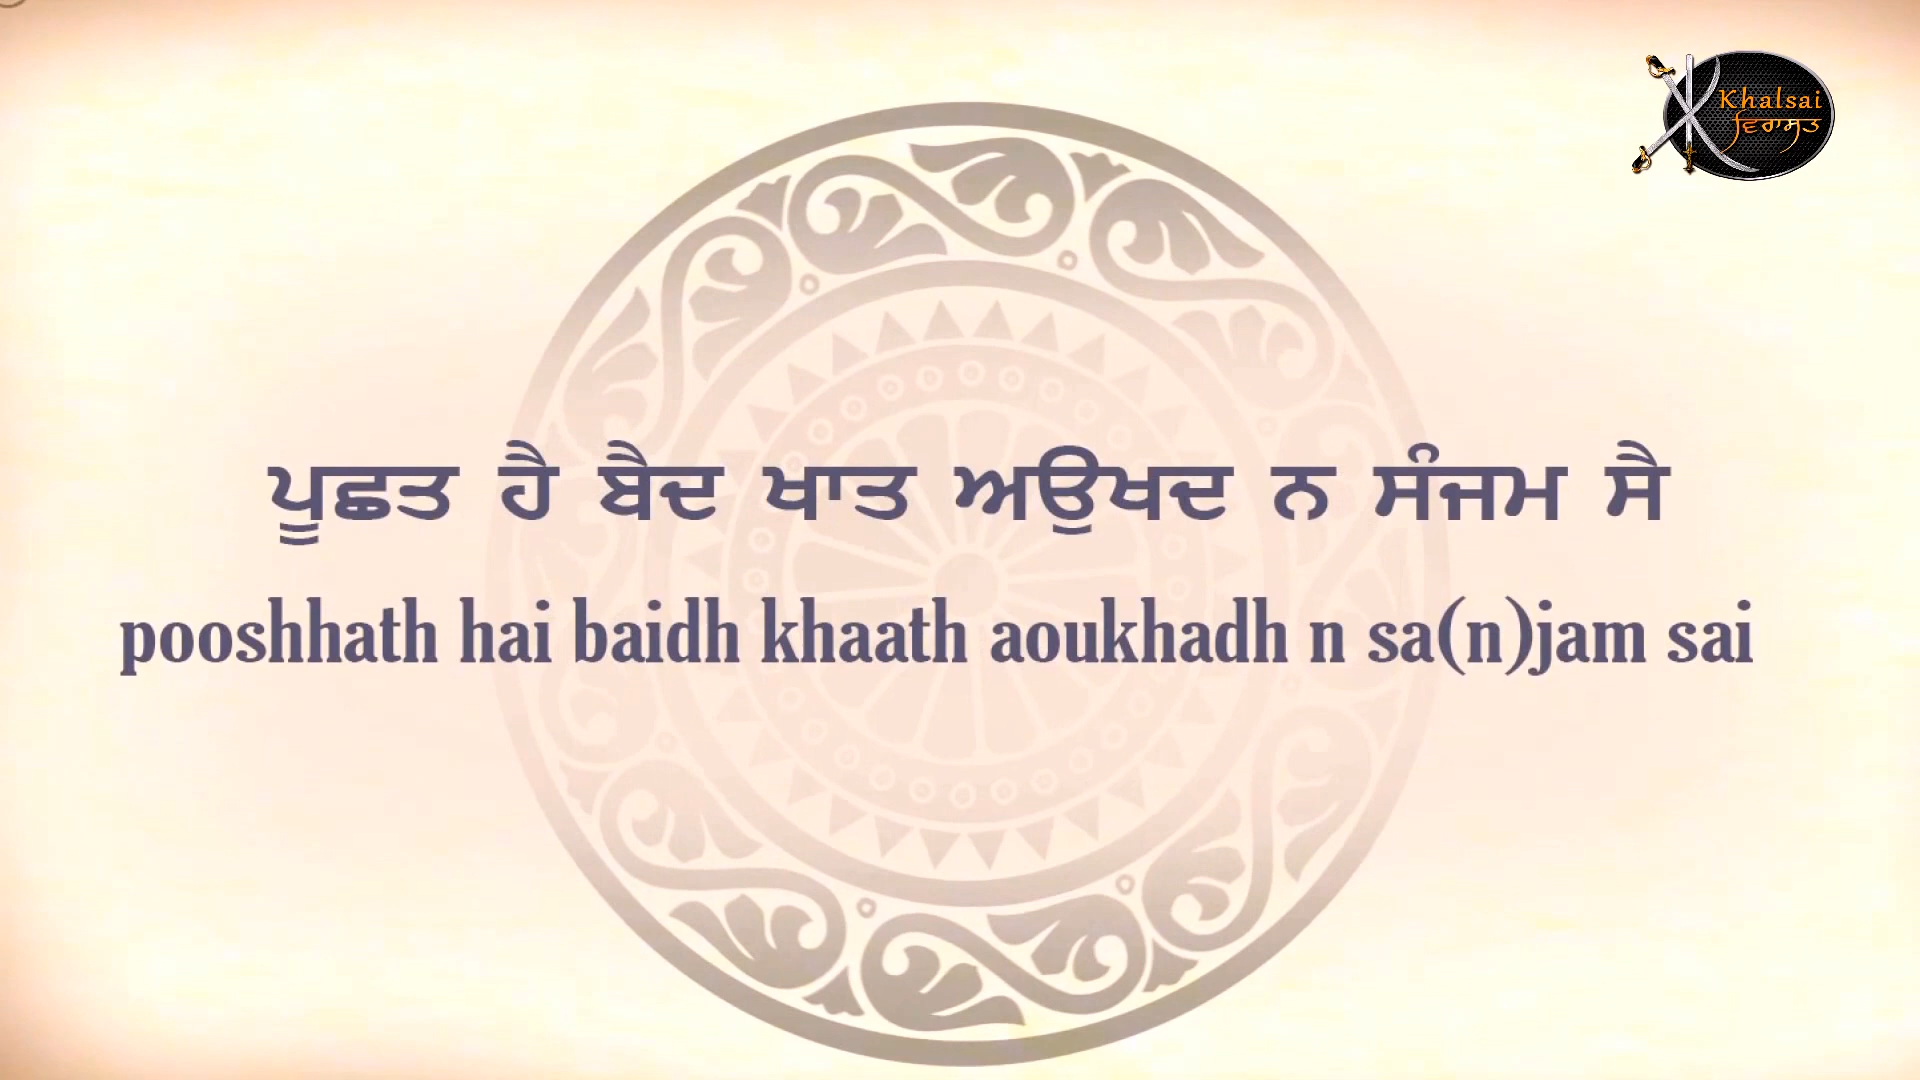 Khalsai
ਵਿਰਾਸਤ
ਪੂਛਤ ਹੈ ਬੈਦ ਖਾਤ ਅਉਖਦ ਨ ਸੰਜਮ ਸੈ
pooshhath hai baidh khaath aoukhadh n sa(n)jam sai